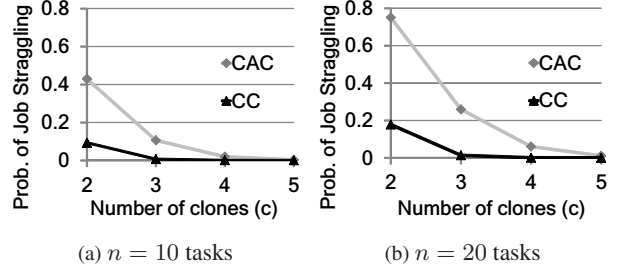 Prob. of Job Straggling
0.8
0.6
0.4
0.2
0
CAC
CC
2 3 4 5
Number of clones (c)
(a) n = 10 tasks
Prob. of Job Straggling
0.8
0.6
0.4
0.2
0
CAC
CC
2 3 4 5
Number of clones (c)
(b) n = 20 tasks